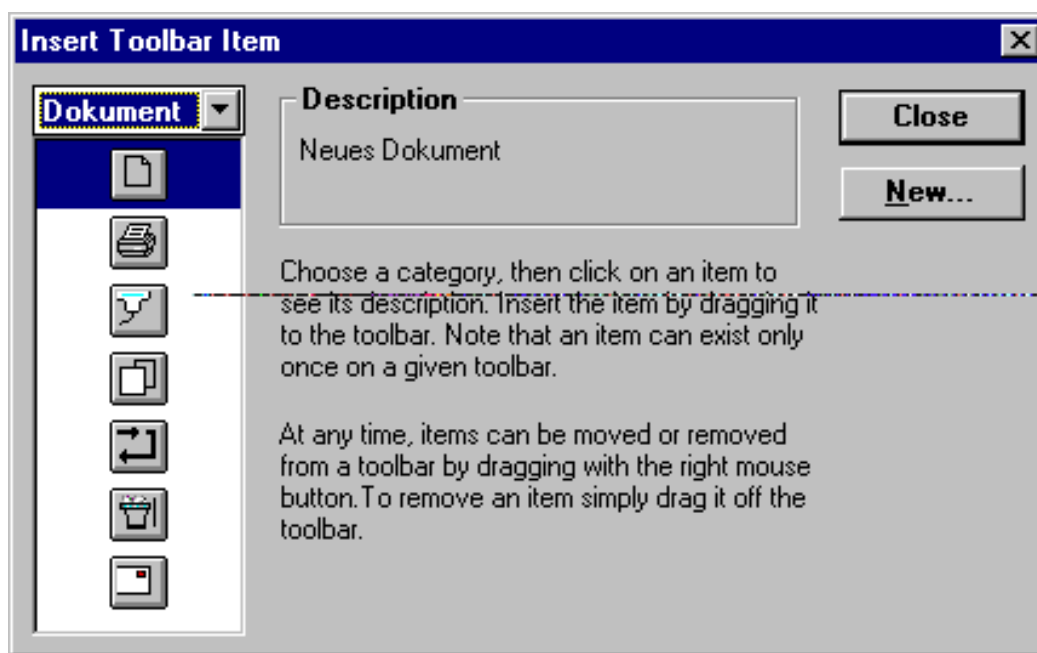 Insert Toolbar Item
Dokument
Description
Neues Dokument
Close
New...
Choose a category, then click on an item to
see its description. Insert the item by dragging it
to the toolbar. Note that an item can exist only
once on a given toolbar.
At any time, items can be moved or removed
from a toolbar by dragging with the right mouse
button.To remove an item simply drag it off the
toolbar.